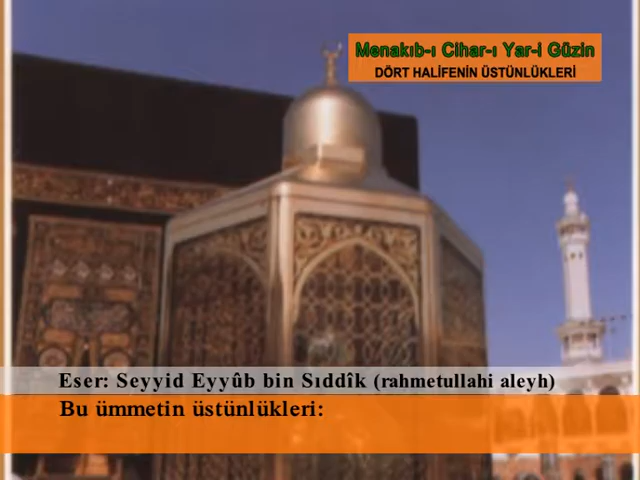 Menakıb-ı Cihar-ı Yar-i Güzin
DÖRT HALİFENİN ÜSTÜNLÜKLERİ
Eser: Seyyid Eyyûb bin Sıddîk (rahmetullahi aleyh)
Bu ümmetin üstünlükleri: